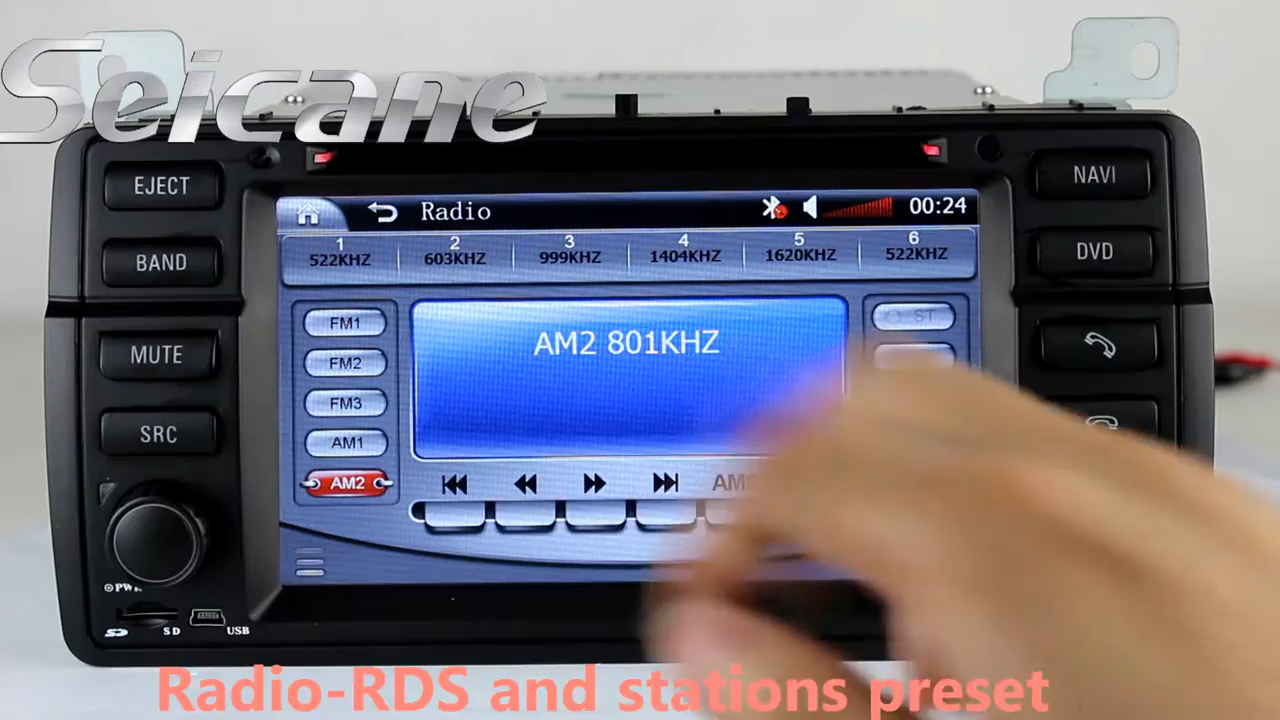 Seicane
EJECT
BAND
MUTE
SRC
PWR
SD
USB
NAVI
DVD
Radio
00:24
1 2 3 4 5 6
522KHZ 603KHZ 999KHZ 1404KHZ 1620KHZ 522KHZ
FM1
FM2
FM3
AM1
AM2
AM2 801KHZ
ST
Radio-RDS and stations preset